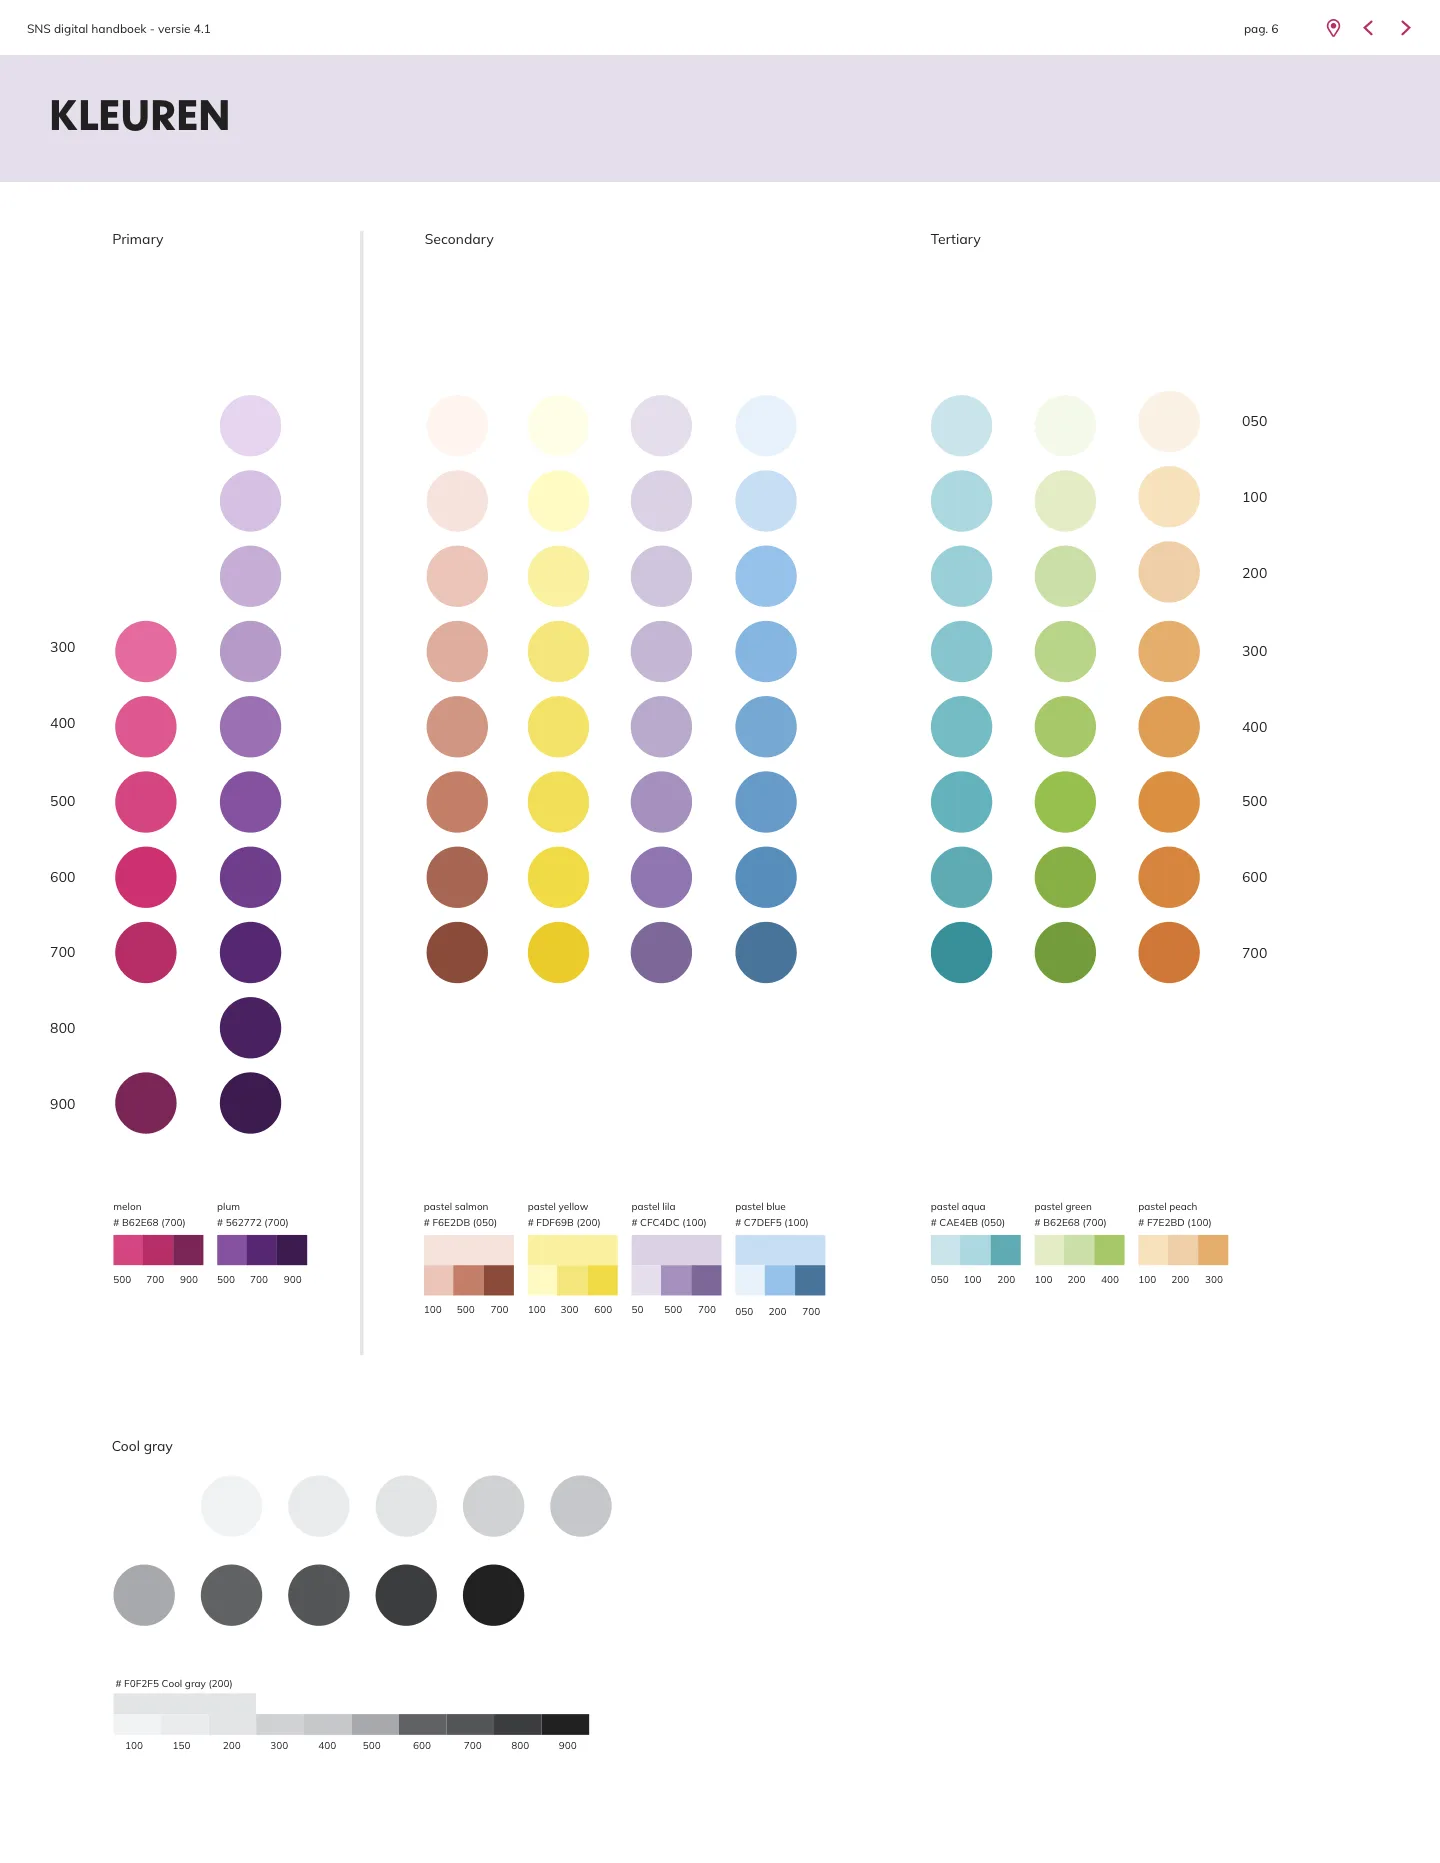 SNS digital handboek - versie 4.1
pag. 6
KLEUREN
Primary
Secondary
Tertiary
050
100
200
300
300
400
400
500
500
600
600
700
700
800
900
melon
# B62E68 (700)
500 700 900
plum
# 562772 (700)
500 700 900
pastel salmon
# F6E2DB (050)
100 500 700
pastel yellow
# FDF69B (200)
100 300 600
pastel lila
# CFC4DC (100)
50 500 700
pastel blue
# C7DEF5 (100)
050 200 700
pastel aqua
# CAE4EB (050)
050 100 200
pastel green
# B62E68 (700)
100 200 400
pastel peach
# F7E2BD (100)
100 200 300
Cool gray
# F0F2F5 Cool gray (200)
100 150 200 300 400 500 600 700 800 900